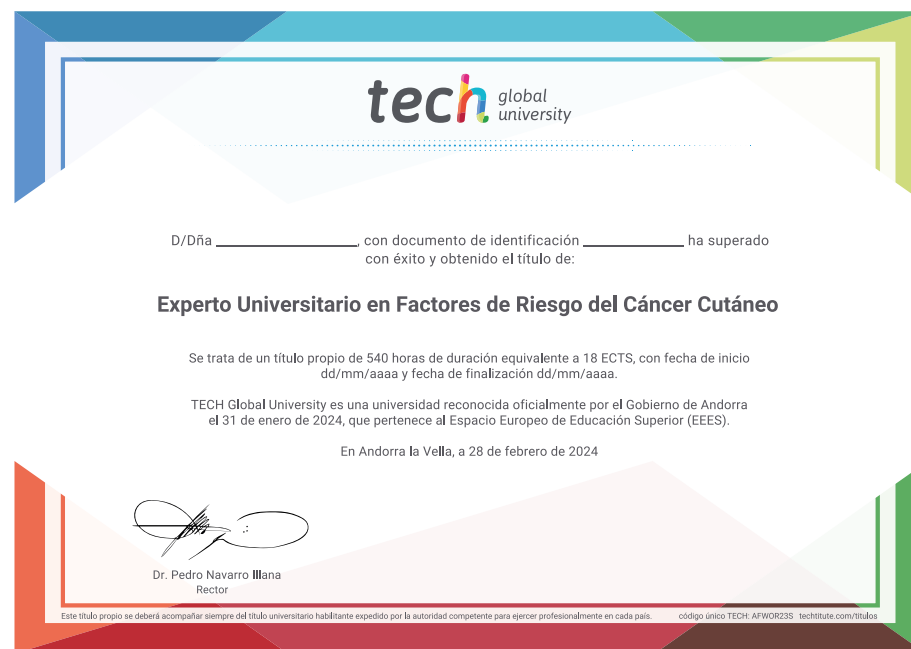 tech global university
D/Dña ______________, con documento de identificación __________ ha superado
con éxito y obtenido el título de:
Experto Universitario en Factores de Riesgo del Cáncer Cutáneo
Se trata de un título propio de 540 horas de duración equivalente a 18 ECTS, con fecha de inicio
dd/mm/aaaa y fecha de finalización dd/mm/aaaa.
TECH Global University es una universidad reconocida oficialmente por el Gobierno de Andorra
el 31 de enero de 2024, que pertenece al Espacio Europeo de Educación Superior (EEES).
En Andorra la Vella, a 28 de febrero de 2024
Dr. Pedro Navarro Illana
Rector
Este título propio se deberá acompañar siempre del título universitario habilitante expedido por la autoridad competente para ejercer profesionalmente en cada país. código único TECH: AFWOR23S techtitute.com/titulos